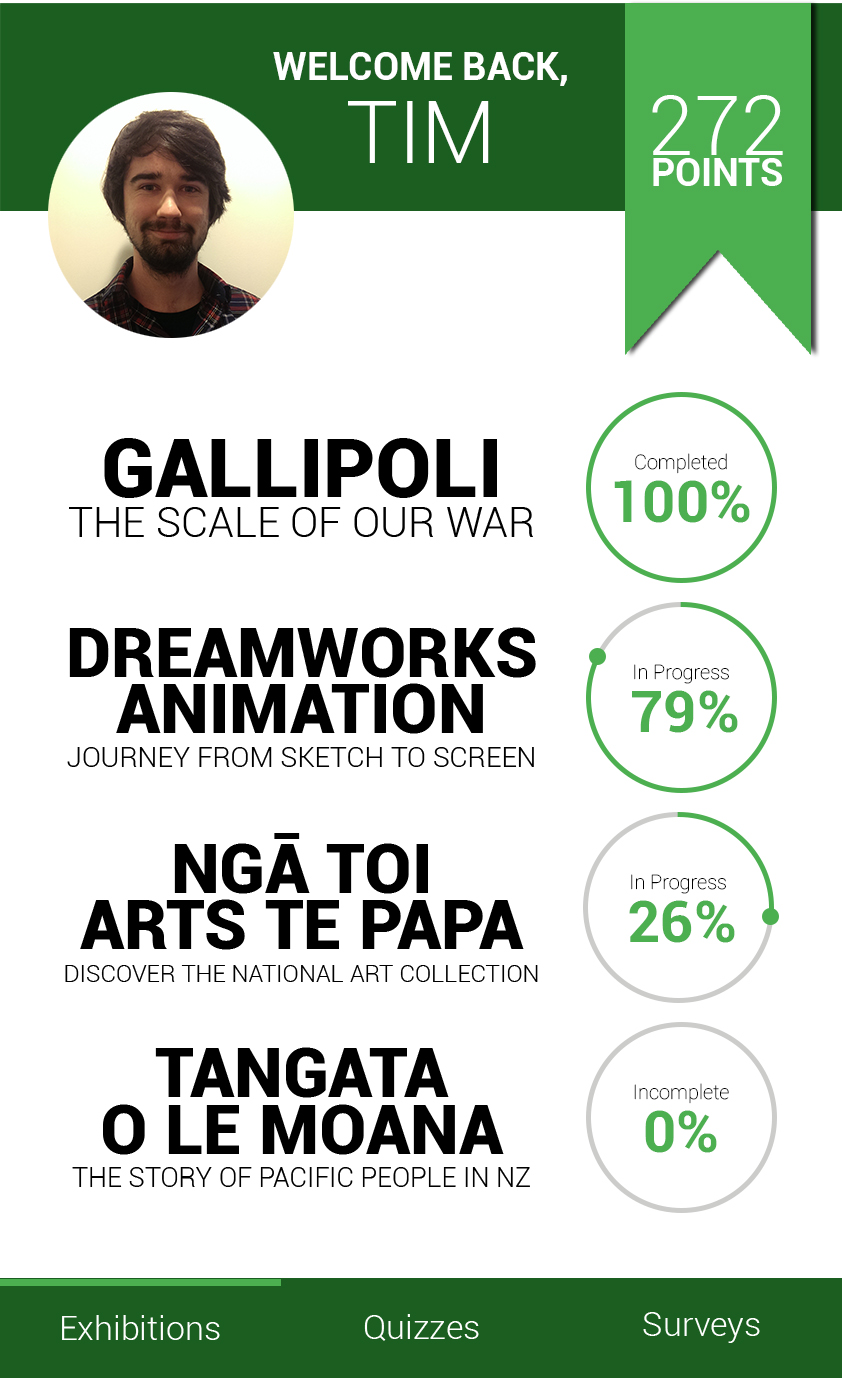 WELCOME BACK,
TIM
272
POINTS
GALLIPOLI
THE SCALE OF OUR WAR
Completed
100%
DREAMWORKS
ANIMATION
JOURNEY FROM SKETCH TO SCREEN
In Progress
79%
NGĀ TOI
ARTS TE PAPA
DISCOVER THE NATIONAL ART COLLECTION
In Progress
26%
TANGATA
O LE MOANA
THE STORY OF PACIFIC PEOPLE IN NZ
Incomplete
0%
Exhibitions
Quizzes
Surveys